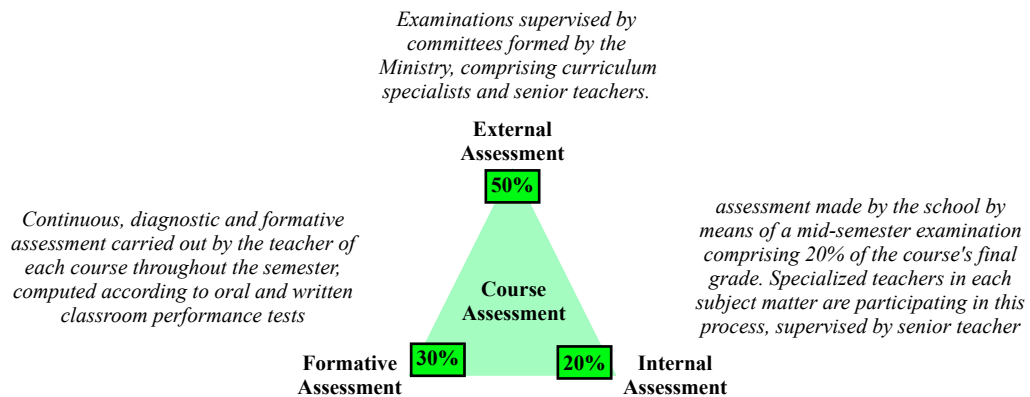 Examinations supervised by
committees formed by the
Ministry, comprising curriculum
specialists and senior teachers.
External
Assessment
50%
Continuous, diagnostic and formative
assessment carried out by the teacher of
each course throughout the semester,
computed according to oral and written
classroom performance tests
assessment made by the school by
means of a mid-semester examination
comprising 20% of the course's final
grade. Specialized teachers in each
subject matter are participating in this
process, supervised by senior teacher
Course
Assessment
Formative
Assessment
30%
20%
Internal
Assessment